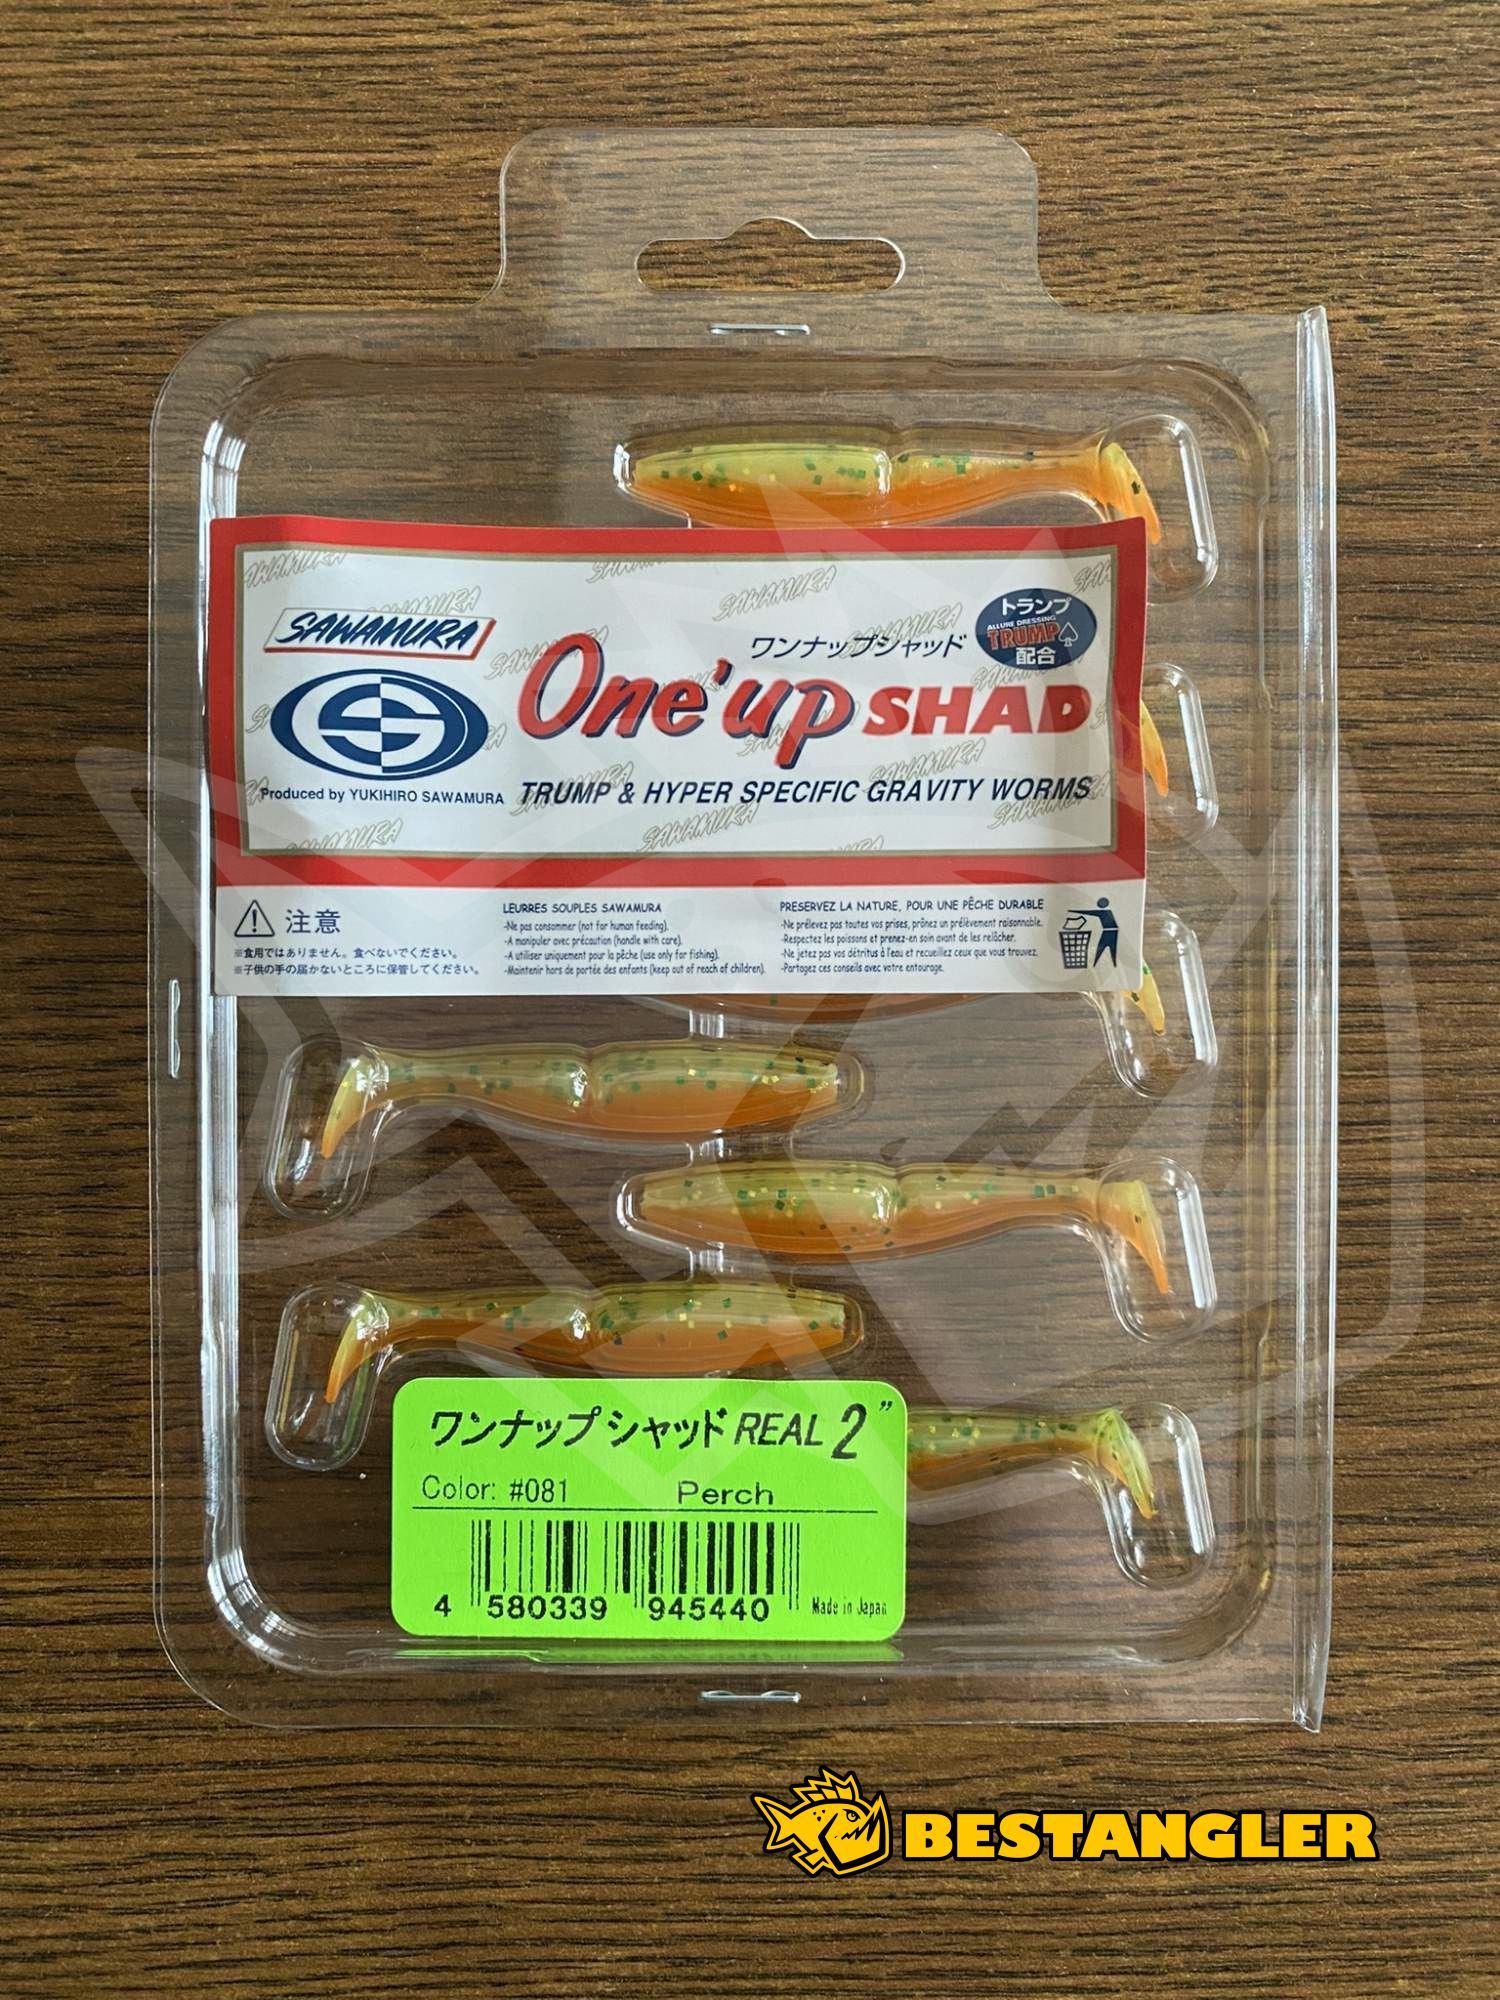 SAWAMURA
ワンナップシャッド
トランプ
ALLURE DRESSING
TRUMP
配合
One'up SHAD
Produced by YUKIHIRO SAWAMURA
TRUMP & HYPER SPECIFIC GRAVITY WORMS
注意
※食用ではありません。食べないでください。
※子供の手の届かないところに保管してください。
LEURRES SOUPLES SAWAMURA
-Ne pas consommer (not for human feeding).
-A manipuler avec précaution (handle with care).
-A utiliser uniquement pour la pêche (use only for fishing).
-Maintenir hors de portée des enfants (keep out of reach of children).
PRESERVEZ LA NATURE, POUR UNE PÊCHE DURABLE
-Ne prélevez pas toutes vos prises, prônez un prélèvement raisonnable.
-Respectez les poissons et prenez-en soin avant de les relâcher.
-Ne jetez pas vos détritus à l'eau et recueillez ceux que vous trouvez.
-Partagez ces conseils avec votre entourage.
ワンナップシャッド REAL 2"
Color: #081 Perch
4 580339 945440
Made in Japan
BESTANGLER